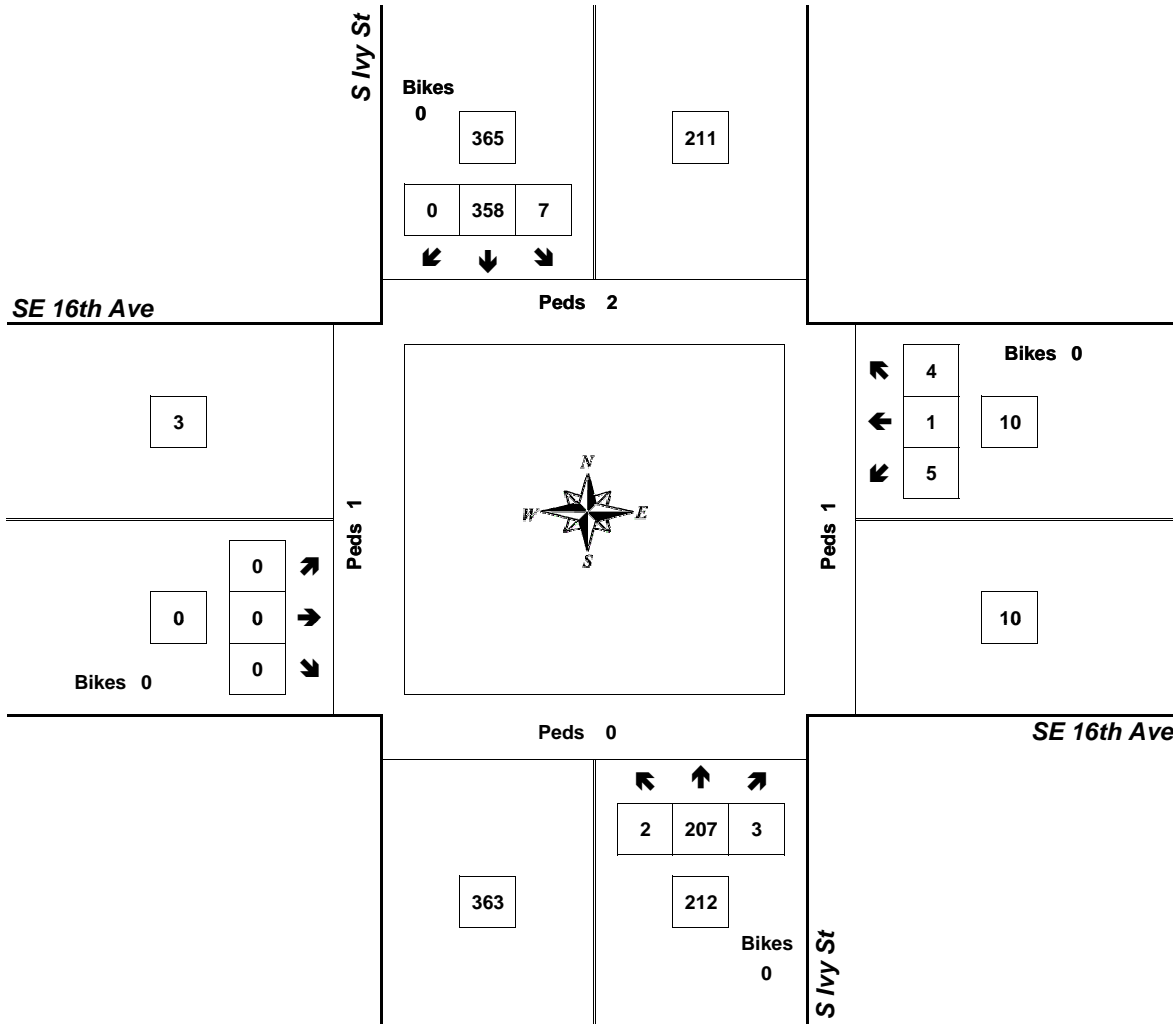 S Ivy St
Bikes
0
365
211
0 358 7
Peds 2
SE 16th Ave
Bikes 0
4
3
1
10
5
N
W E
S
Peds 1
Peds 1
0
0
0
10
0
Bikes 0
Peds 0
SE 16th Ave
2 207 3
363
212
Bikes
0
S Ivy St